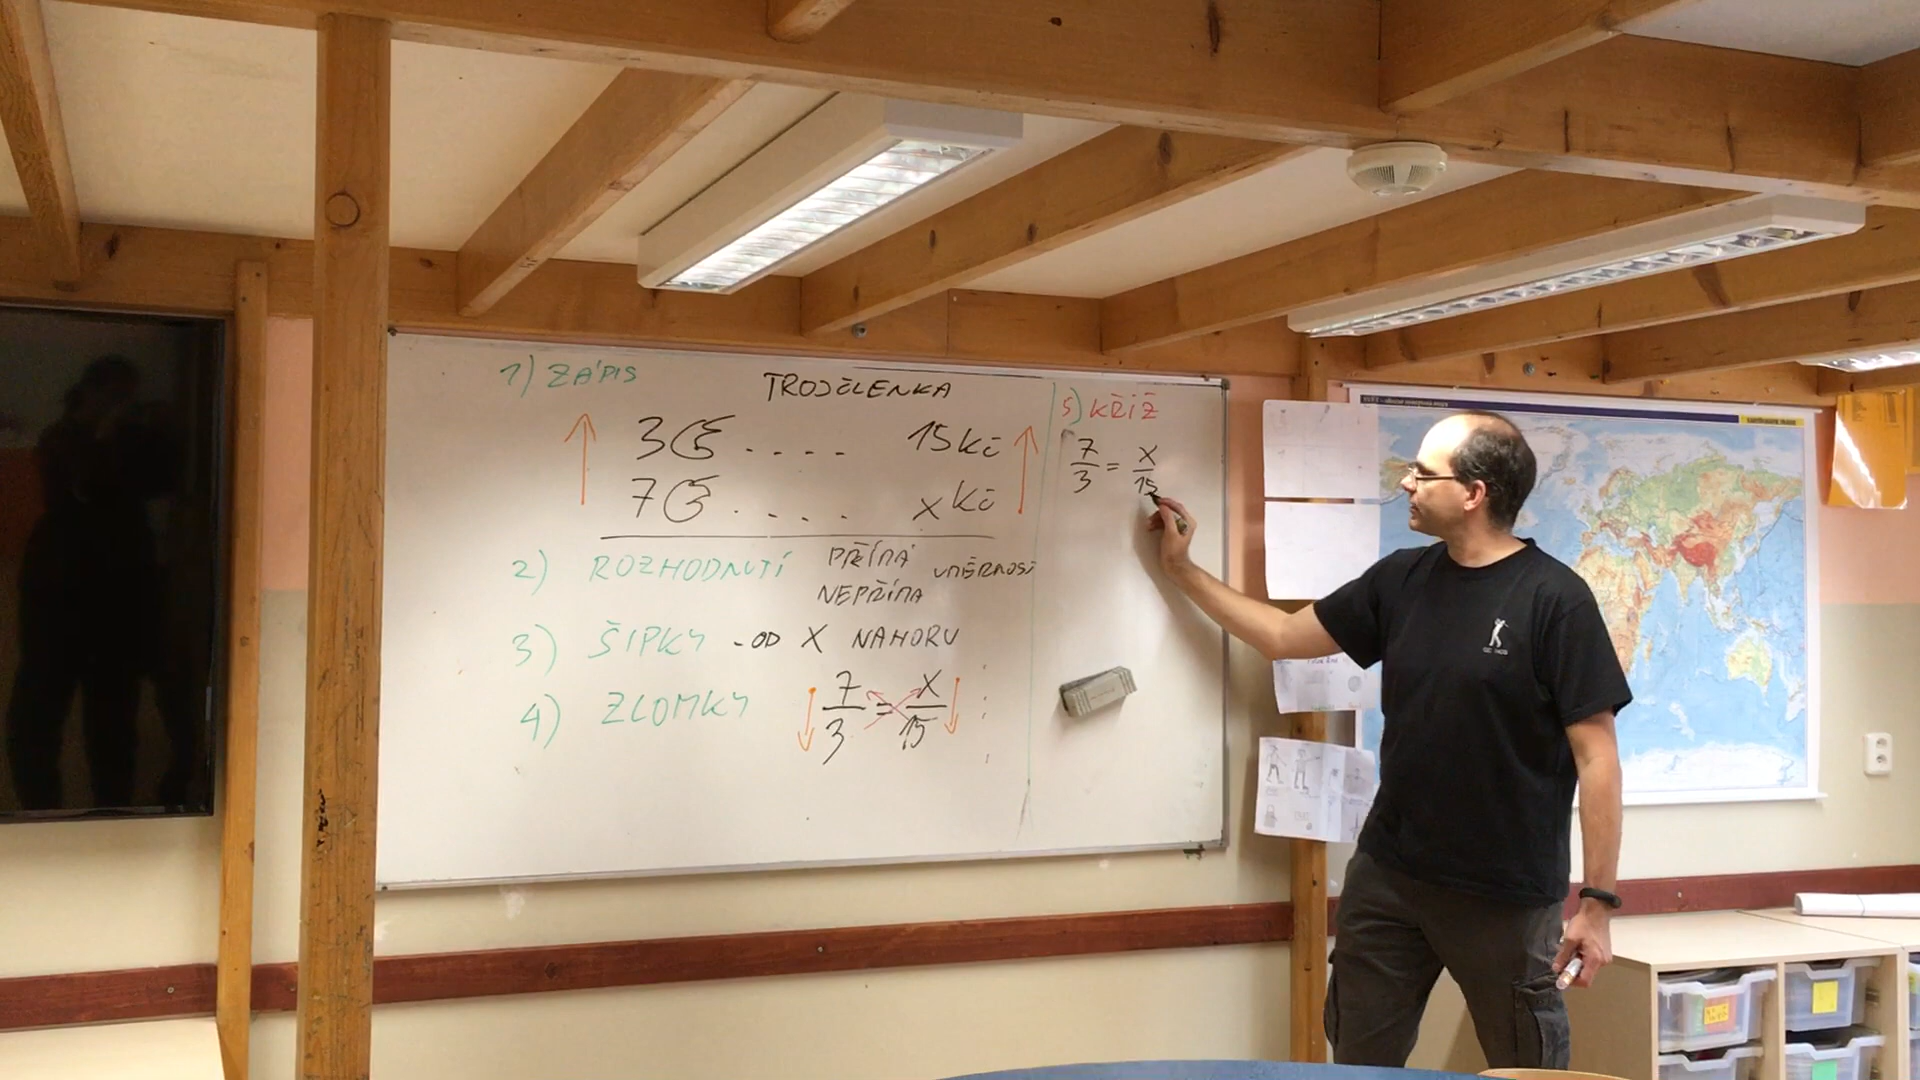 TROJČLENKA
1) ZÁPIS
3 .... 15 Kč
7 .... x Kč
2) ROZHODNUTÍ PŘÍMÁ ÚMĚRNOST
NEPŘÍMÁ
3) ŠIPKY - OD X NAHORU
4) ZLOMKY 7/3 = X/15
5) KŘÍŽ
7/3 = X/15